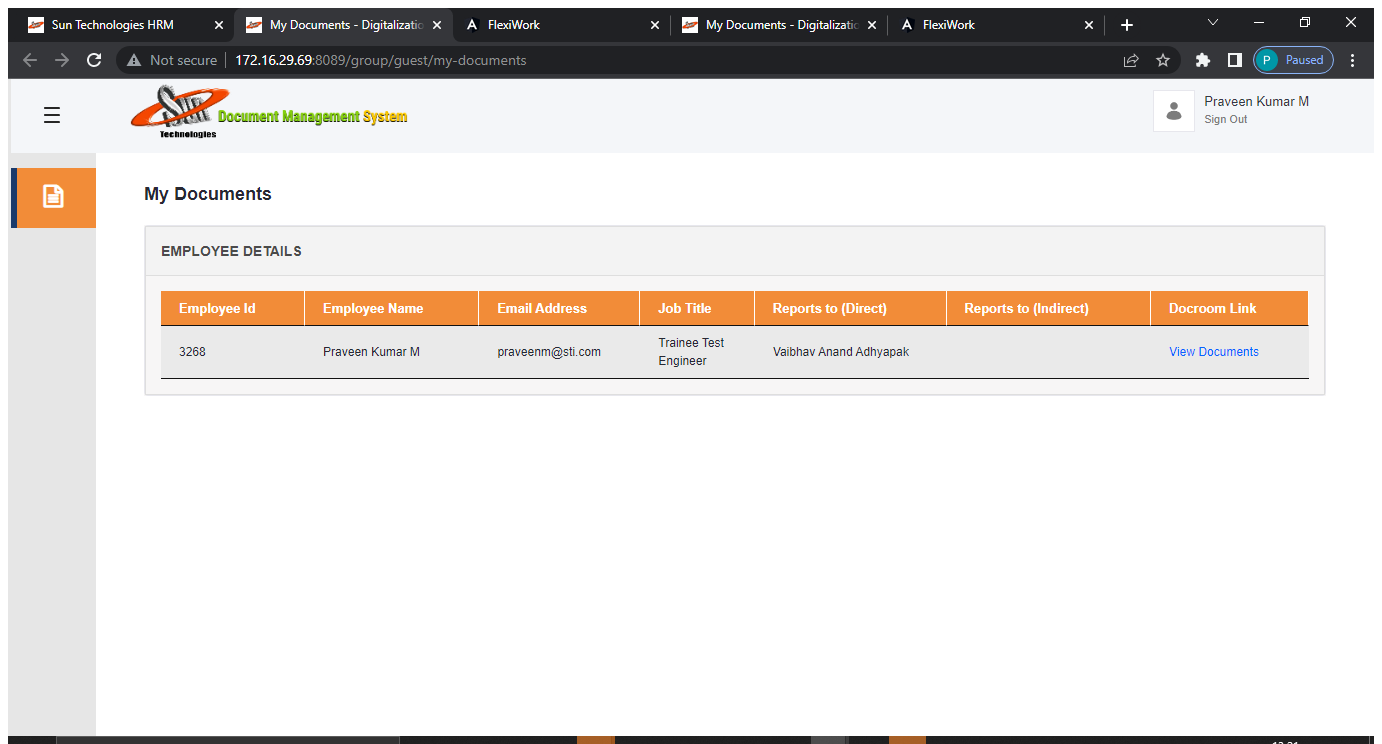 Sun Technologies HRM
My Documents - Digitalizatio
FlexiWork
My Documents - Digitalizatio
FlexiWork
Not secure
172.16.29.69:8089/group/guest/my-documents
P
Paused
Sun
Technologies
Document Management System
Praveen Kumar M
Sign Out
My Documents
EMPLOYEE DETAILS
Employee Id Employee Name Email Address Job Title Reports to (Direct) Reports to (Indirect) Docroom Link
3268 Praveen Kumar M praveenm@sti.com Trainee Test Engineer Vaibhav Anand Adhyapak View Documents